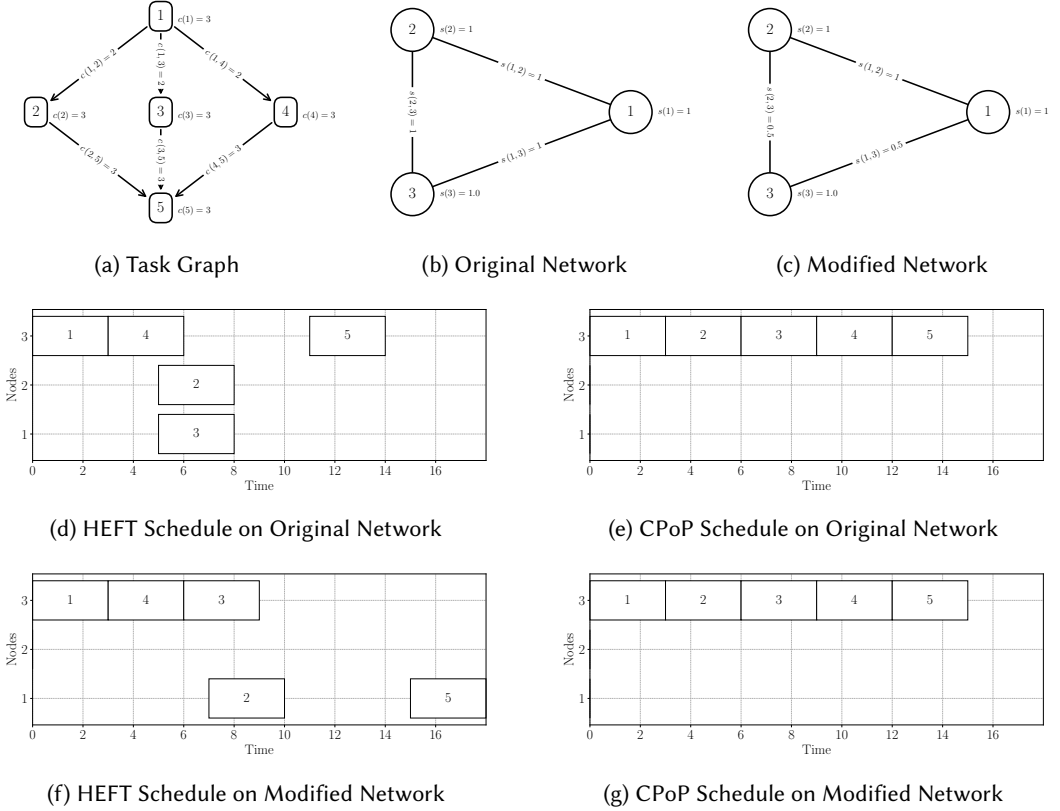 1
c(1) = 3
c(1, 2) = 2
c(1, 3) = 2
c(1, 4) = 2
2
c(2) = 3
3
c(3) = 3
4
c(4) = 3
c(2, 5) = 3
c(3, 5) = 3
c(4, 5) = 3
5
c(5) = 3
(a) Task Graph
2
s(2) = 1
s(1, 2) = 1
s(2, 3) = 1
1
s(1) = 1
s(1, 3) = 1
3
s(3) = 1.0
(b) Original Network
2
s(2) = 1
s(1, 2) = 1
s(2, 3) = 0.5
1
s(1) = 1
s(1, 3) = 0.5
3
s(3) = 1.0
(c) Modified Network
Nodes
3
1 4 5
2
2
1
3
0 2 4 6 8 10 12 14 16
Time
(d) HEFT Schedule on Original Network
Nodes
3
1 2 3 4 5
2
1
0 2 4 6 8 10 12 14 16
Time
(e) CPoP Schedule on Original Network
Nodes
3
1 4 3
2
1
2 5
0 2 4 6 8 10 12 14 16
Time
(f) HEFT Schedule on Modified Network
Nodes
3
1 2 3 4 5
2
1
0 2 4 6 8 10 12 14 16
Time
(g) CPoP Schedule on Modified Network